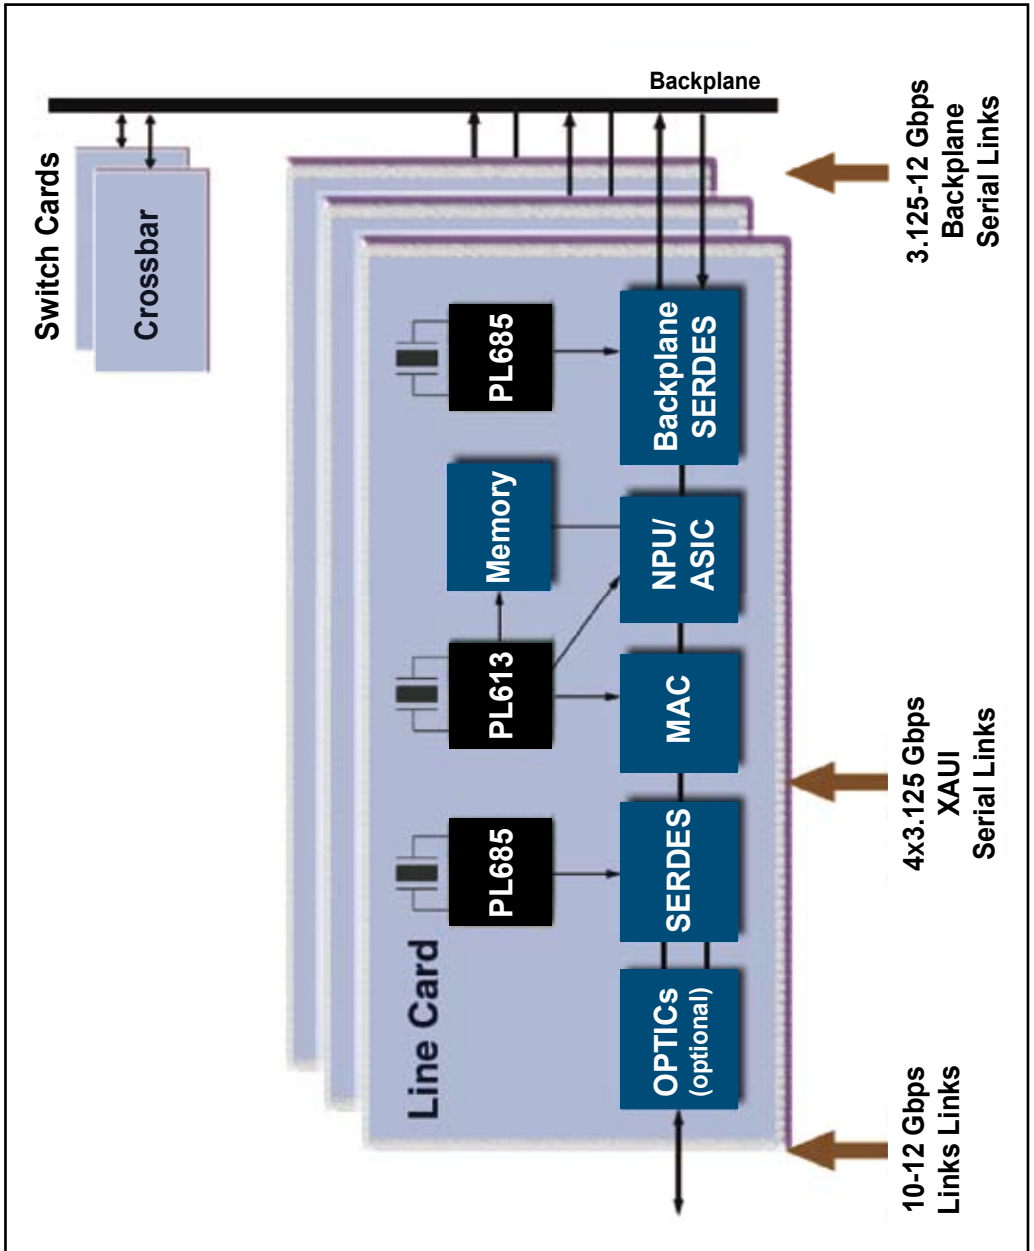 Backplane
Switch Cards
Crossbar
3.125-12 Gbps
Backplane
Serial Links
PL685
Backplane
SERDES
Memory
NPU/
ASIC
PL613
MAC
4x3.125 Gbps
XAUI
Serial Links
PL685
SERDES
Line Card
OPTICs
(optional)
10-12 Gbps
Links Links